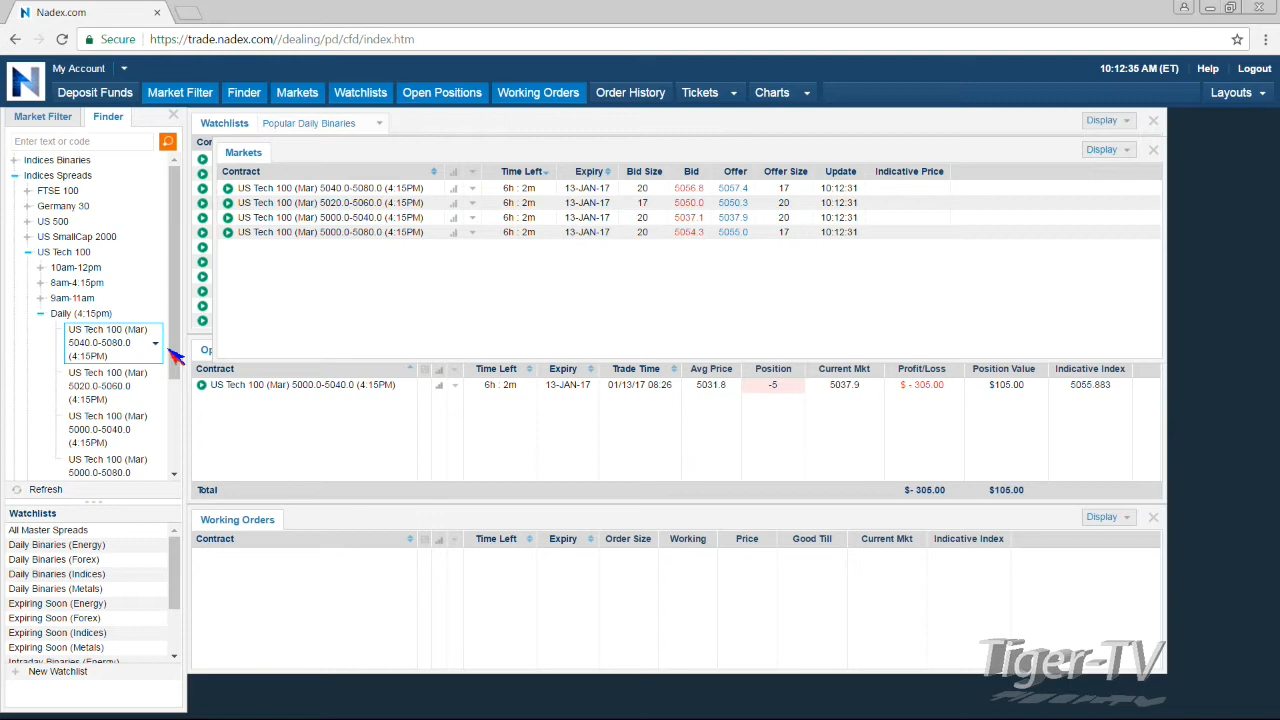 Nadex.com
Secure https://trade.nadex.com//dealing/pd/cfd/index.htm
My Account
10:12:35 AM (ET) Help Logout
Deposit Funds Market Filter Finder Markets Watchlists Open Positions Working Orders Order History Tickets Charts Layouts
Market Filter Finder
Enter text or code
Indices Binaries
Indices Spreads
FTSE 100
Germany 30
US 500
US SmallCap 2000
US Tech 100
10am-12pm
8am-4:15pm
9am-11am
Daily (4:15pm)
US Tech 100 (Mar)
5040.0-5080.0
(4:15PM)
US Tech 100 (Mar)
5020.0-5060.0
(4:15PM)
US Tech 100 (Mar)
5000.0-5040.0
(4:15PM)
US Tech 100 (Mar)
5000.0-5080.0
Refresh
Watchlists
All Master Spreads
Daily Binaries (Energy)
Daily Binaries (Forex)
Daily Binaries (Indices)
Daily Binaries (Metals)
Expiring Soon (Energy)
Expiring Soon (Forex)
Expiring Soon (Indices)
Expiring Soon (Metals)
Intraday Binaries (Energy)
New Watchlist
Watchlists Popular Daily Binaries Display
Cor
Markets Display
Contract Time Left Expiry Bid Size Bid Offer Offer Size Update Indicative Price
US Tech 100 (Mar) 5040.0-5080.0 (4:15PM) 6h : 2m 13-JAN-17 20 5056.8 5057.4 17 10:12:31
US Tech 100 (Mar) 5020.0-5060.0 (4:15PM) 6h : 2m 13-JAN-17 17 5050.0 5050.3 20 10:12:31
US Tech 100 (Mar) 5000.0-5040.0 (4:15PM) 6h : 2m 13-JAN-17 20 5037.1 5037.9 20 10:12:31
US Tech 100 (Mar) 5000.0-5080.0 (4:15PM) 6h : 2m 13-JAN-17 20 5054.3 5055.0 17 10:12:31
Op
Contract Time Left Expiry Trade Time Avg Price Position Current Mkt Profit/Loss Position Value Indicative Index
US Tech 100 (Mar) 5000.0-5040.0 (4:15PM) 6h : 2m 13-JAN-17 01/13/17 08:26 5031.8 -5 5037.9 $ - 305.00 $105.00 5055.883
Total $- 305.00 $105.00
Working Orders Display
Contract Time Left Expiry Order Size Working Price Good Till Current Mkt Indicative Index
Tiger-TV